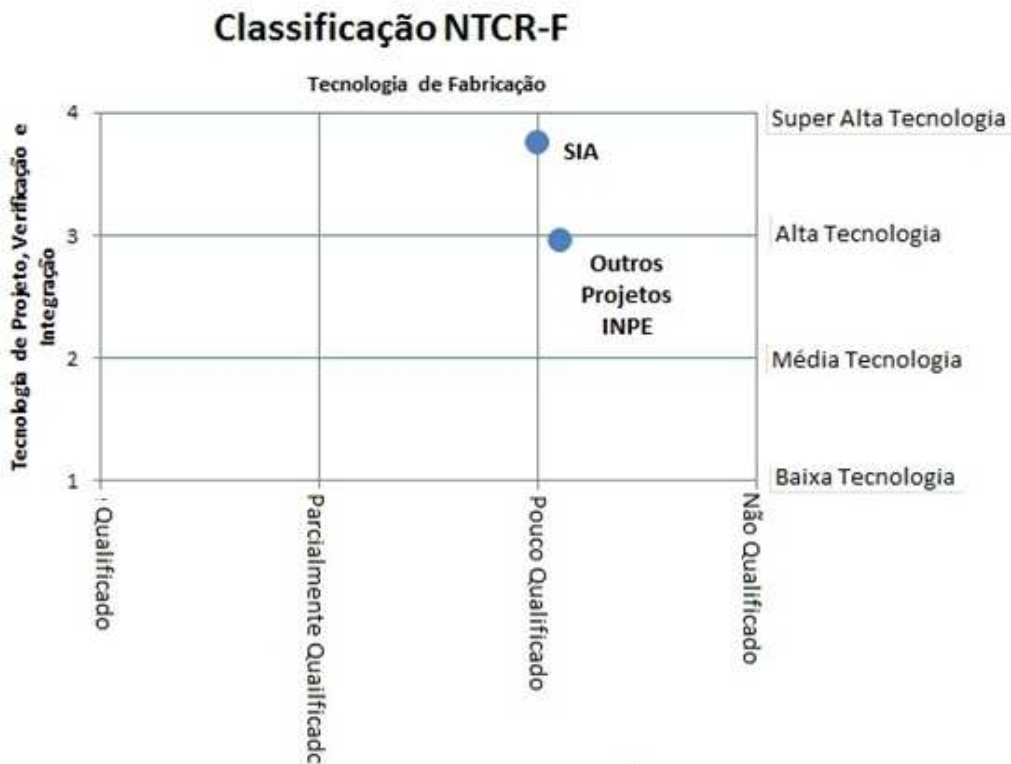 Classificação NTCR-F
Tecnologia de Fabricação
Tecnologia de Projeto, Verificação e
Integração
4
3
2
1
Super Alta Tecnologia
Alta Tecnologia
Média Tecnologia
Baixa Tecnologia
SIA
Outros
Projetos
INPE
: Qualificado
Parcialmente Quailficadc
Pouco Qualificado
Não Qualificado